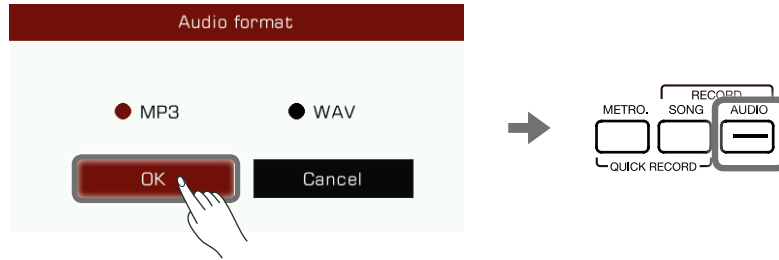 Audio format
MP3 WAV
OK Cancel
RECORD
METRO. SONG AUDIO
QUICK RECORD